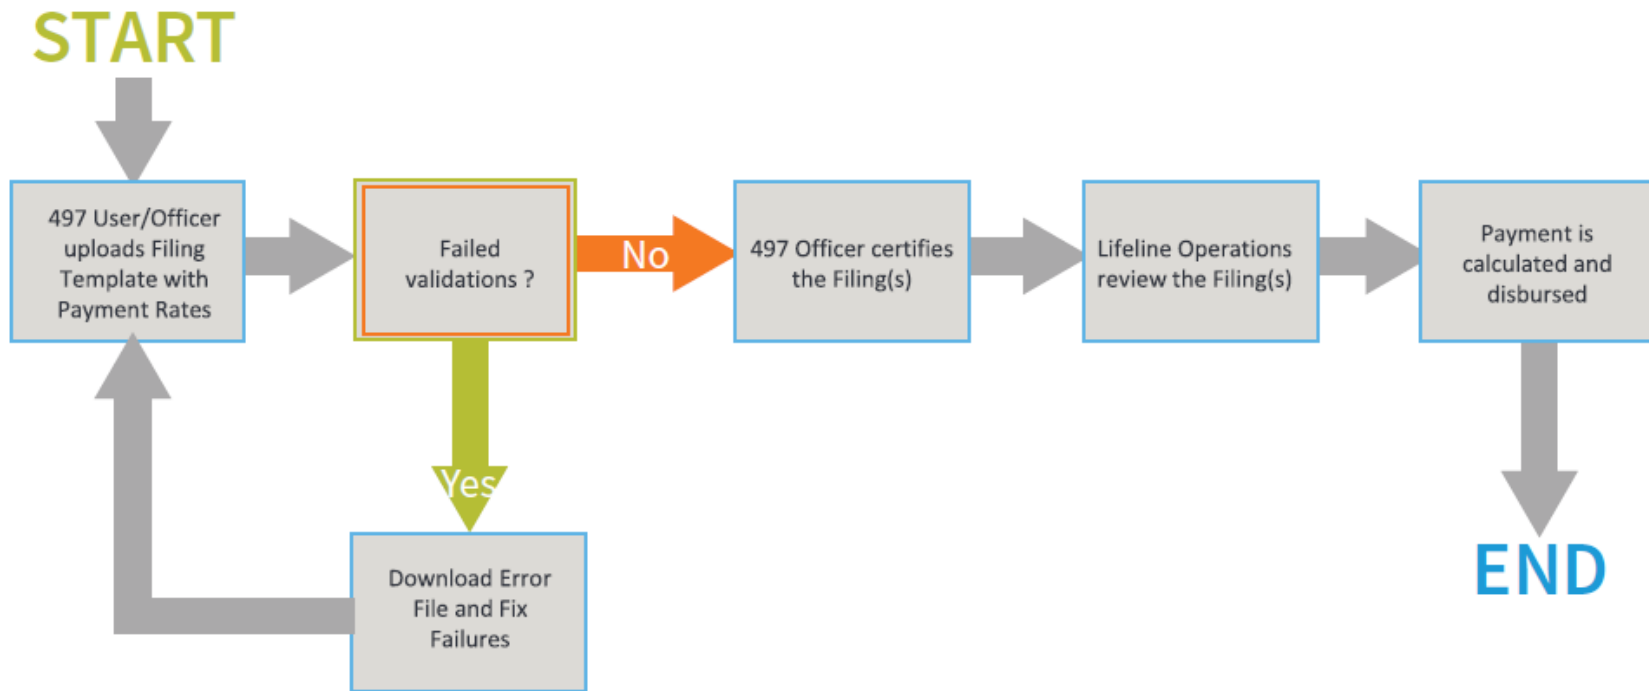 START
497 User/Officer
uploads Filing
Template with
Payment Rates
Failed
validations ?
No
497 Officer certifies
the Filing(s)
Lifeline Operations
review the Filing(s)
Payment is
calculated and
disbursed
Yes
Download Error
File and Fix
Failures
END